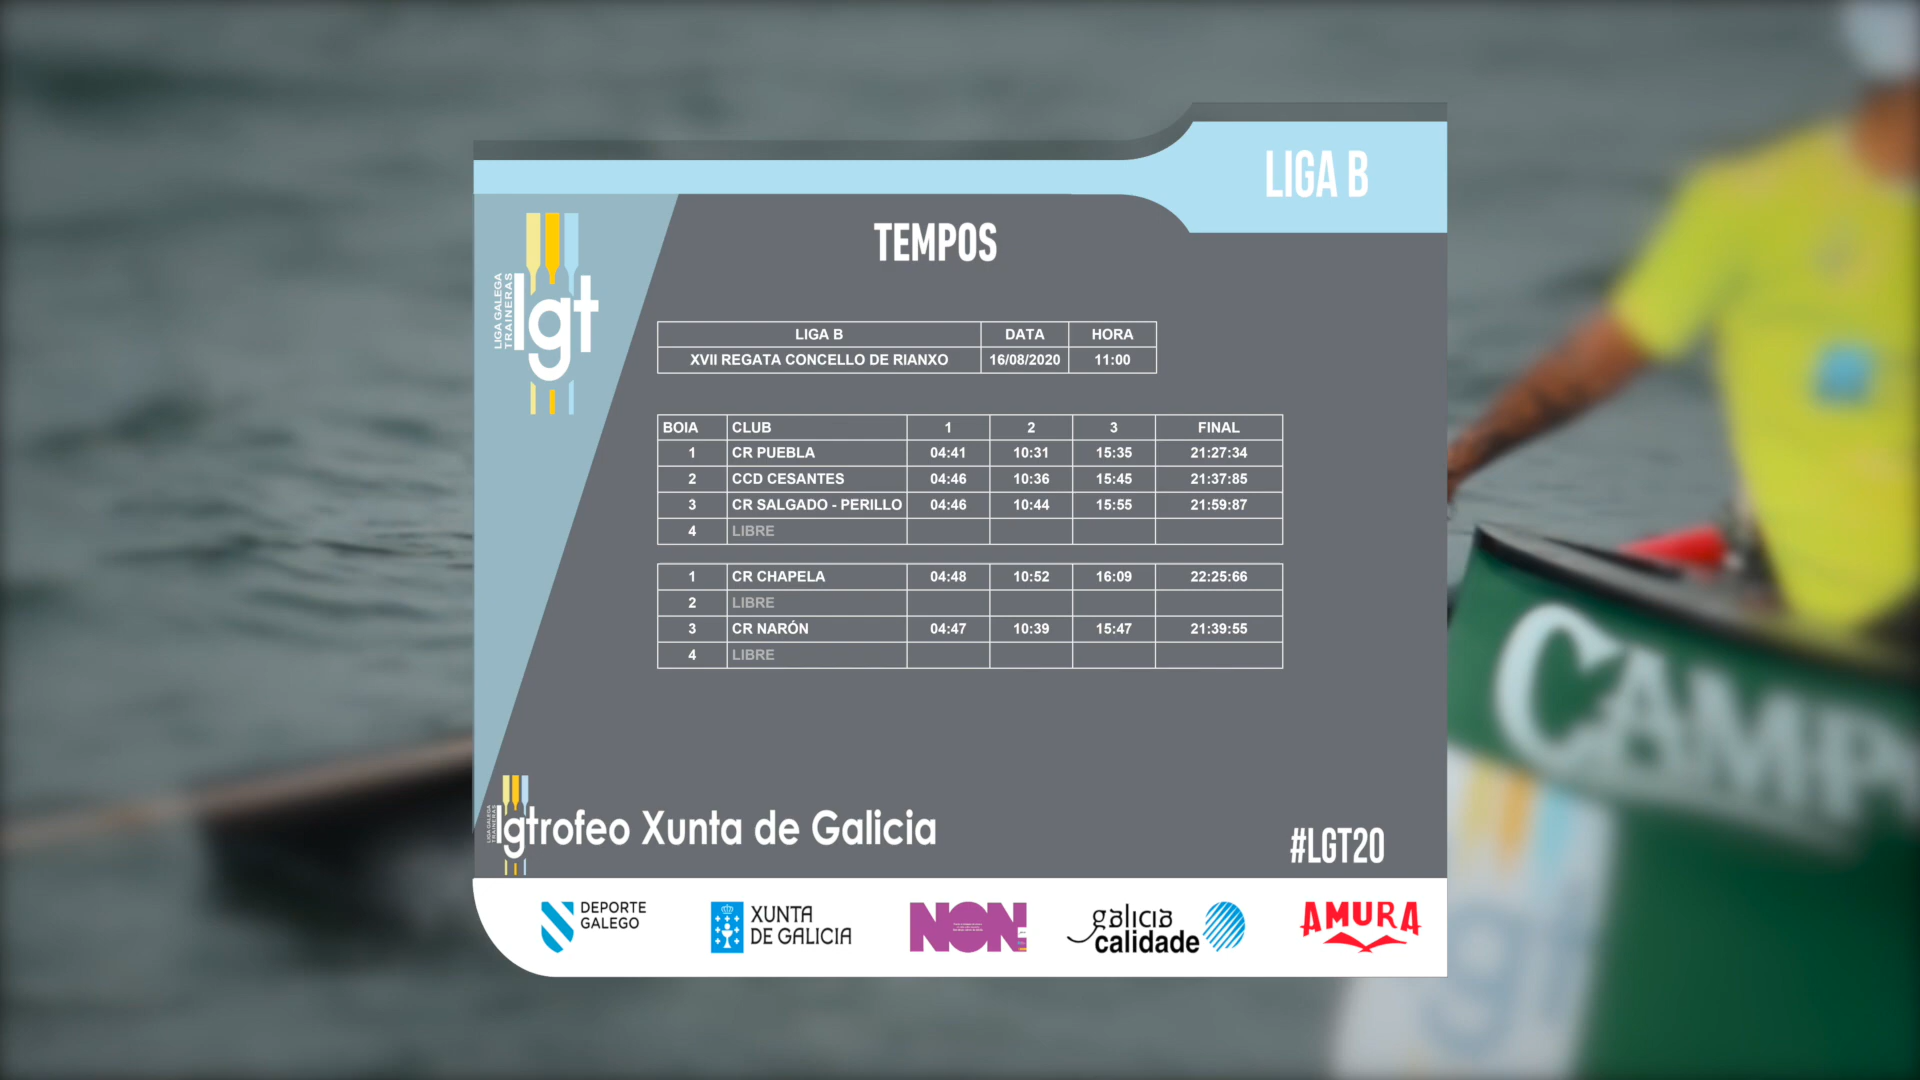 LIGA B
TEMPOS
LIGA GALEGA
TRAINERAS
lgt
LIGA B DATA HORA
XVII REGATA CONCELLO DE RIANXO 16/08/2020 11:00
BOIA CLUB 1 2 3 FINAL
1 CR PUEBLA 04:41 10:31 15:35 21:27:34
2 CCD CESANTES 04:46 10:36 15:45 21:37:85
3 CR SALGADO - PERILLO 04:46 10:44 15:55 21:59:87
4 LIBRE
1 CR CHAPELA 04:48 10:52 16:09 22:25:66
2 LIBRE
3 CR NARÓN 04:47 10:39 15:47 21:39:55
4 LIBRE
LIGA GALEGA
TRAINERAS
lgtrofeo Xunta de Galicia
#LGT20
DEPORTE
GALEGO
XUNTA
DE GALICIA
NON!
galicia
calidade
AMURA
CAMP